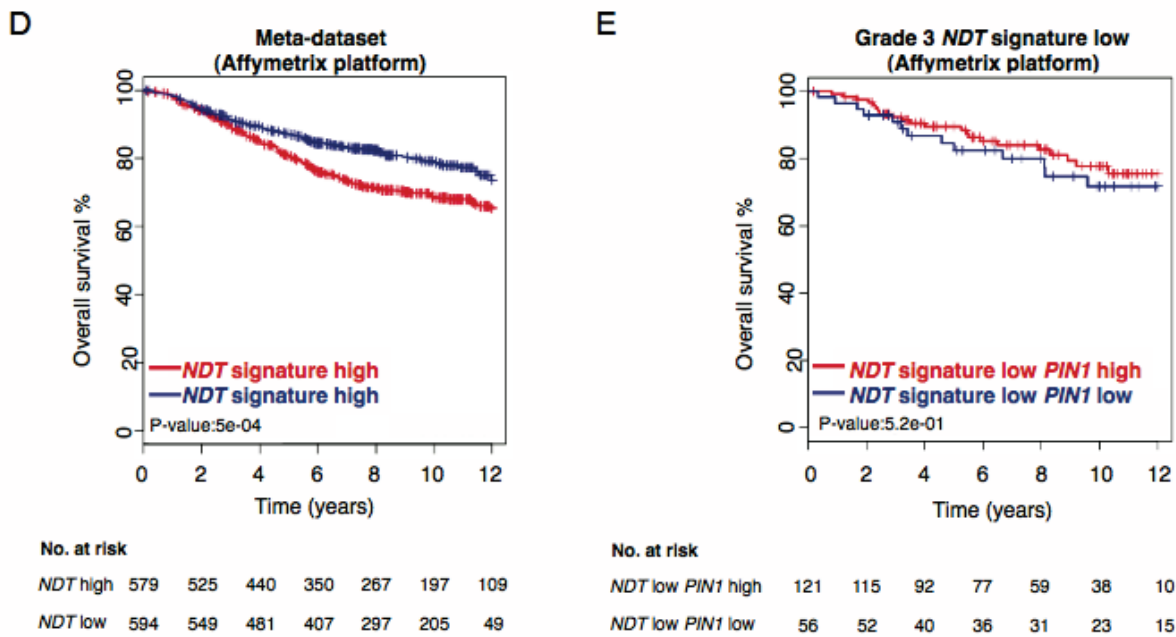 D
Meta-dataset
(Affymetrix platform)
Overall survival %
100
80
60
40
20
0
NDT signature high
NDT signature high
P-value:5e-04
0 2 4 6 8 10 12
Time (years)
No. at risk
NDT high 579 525 440 350 267 197 109
NDT low 594 549 481 407 297 205 49
E
Grade 3 NDT signature low
(Affymetrix platform)
Overall survival %
100
80
60
40
20
0
NDT signature low PIN1 high
NDT signature low PIN1 low
P-value:5.2e-01
0 2 4 6 8 10 12
Time (years)
No. at risk
NDT low PIN1 high 121 115 92 77 59 38 10
NDT low PIN1 low 56 52 40 36 31 23 15